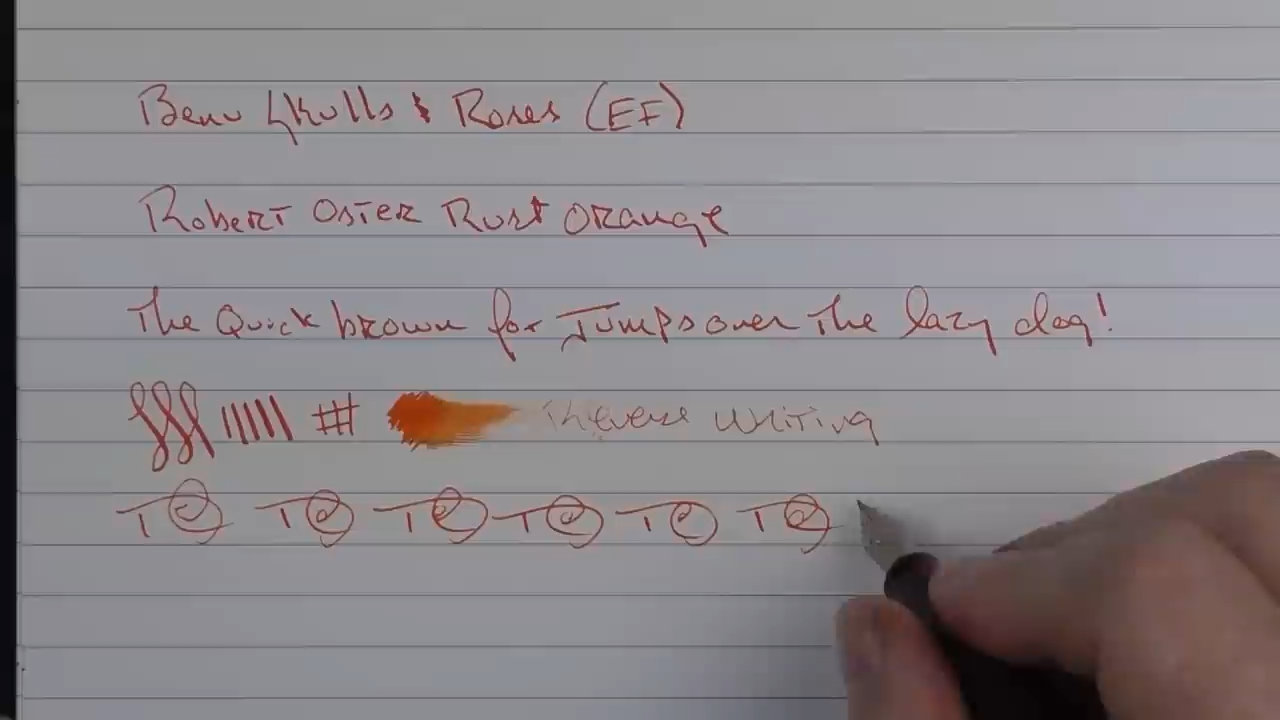 Benu Skulls & Roses (EF)
Robert Oster Rust Orange
The Quick brown fox Jumps over The lazy dog!
# Reverse Writing